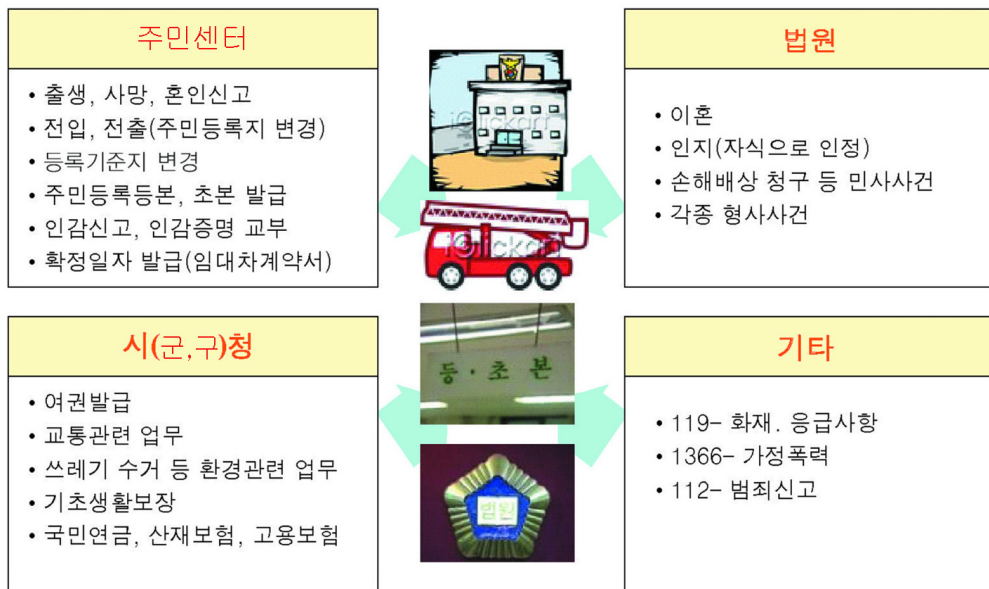 주민센터
• 출생, 사망, 혼인신고
• 전입, 전출(주민등록지 변경)
• 등록기준지 변경
• 주민등록등본, 초본 발급
• 인감신고, 인감증명 교부
• 확정일자 발급(임대차계약서)
법원
• 이혼
• 인지(자식으로 인정)
• 손해배상 청구 등 민사사건
• 각종 형사사건
iclickart
iclickart
등·초본
법원
시(군,구)청
• 여권발급
• 교통관련 업무
• 쓰레기 수거 등 환경관련 업무
• 기초생활보장
• 국민연금, 산재보험, 고용보험
기타
• 119- 화재. 응급사항
• 1366- 가정폭력
• 112- 범죄신고